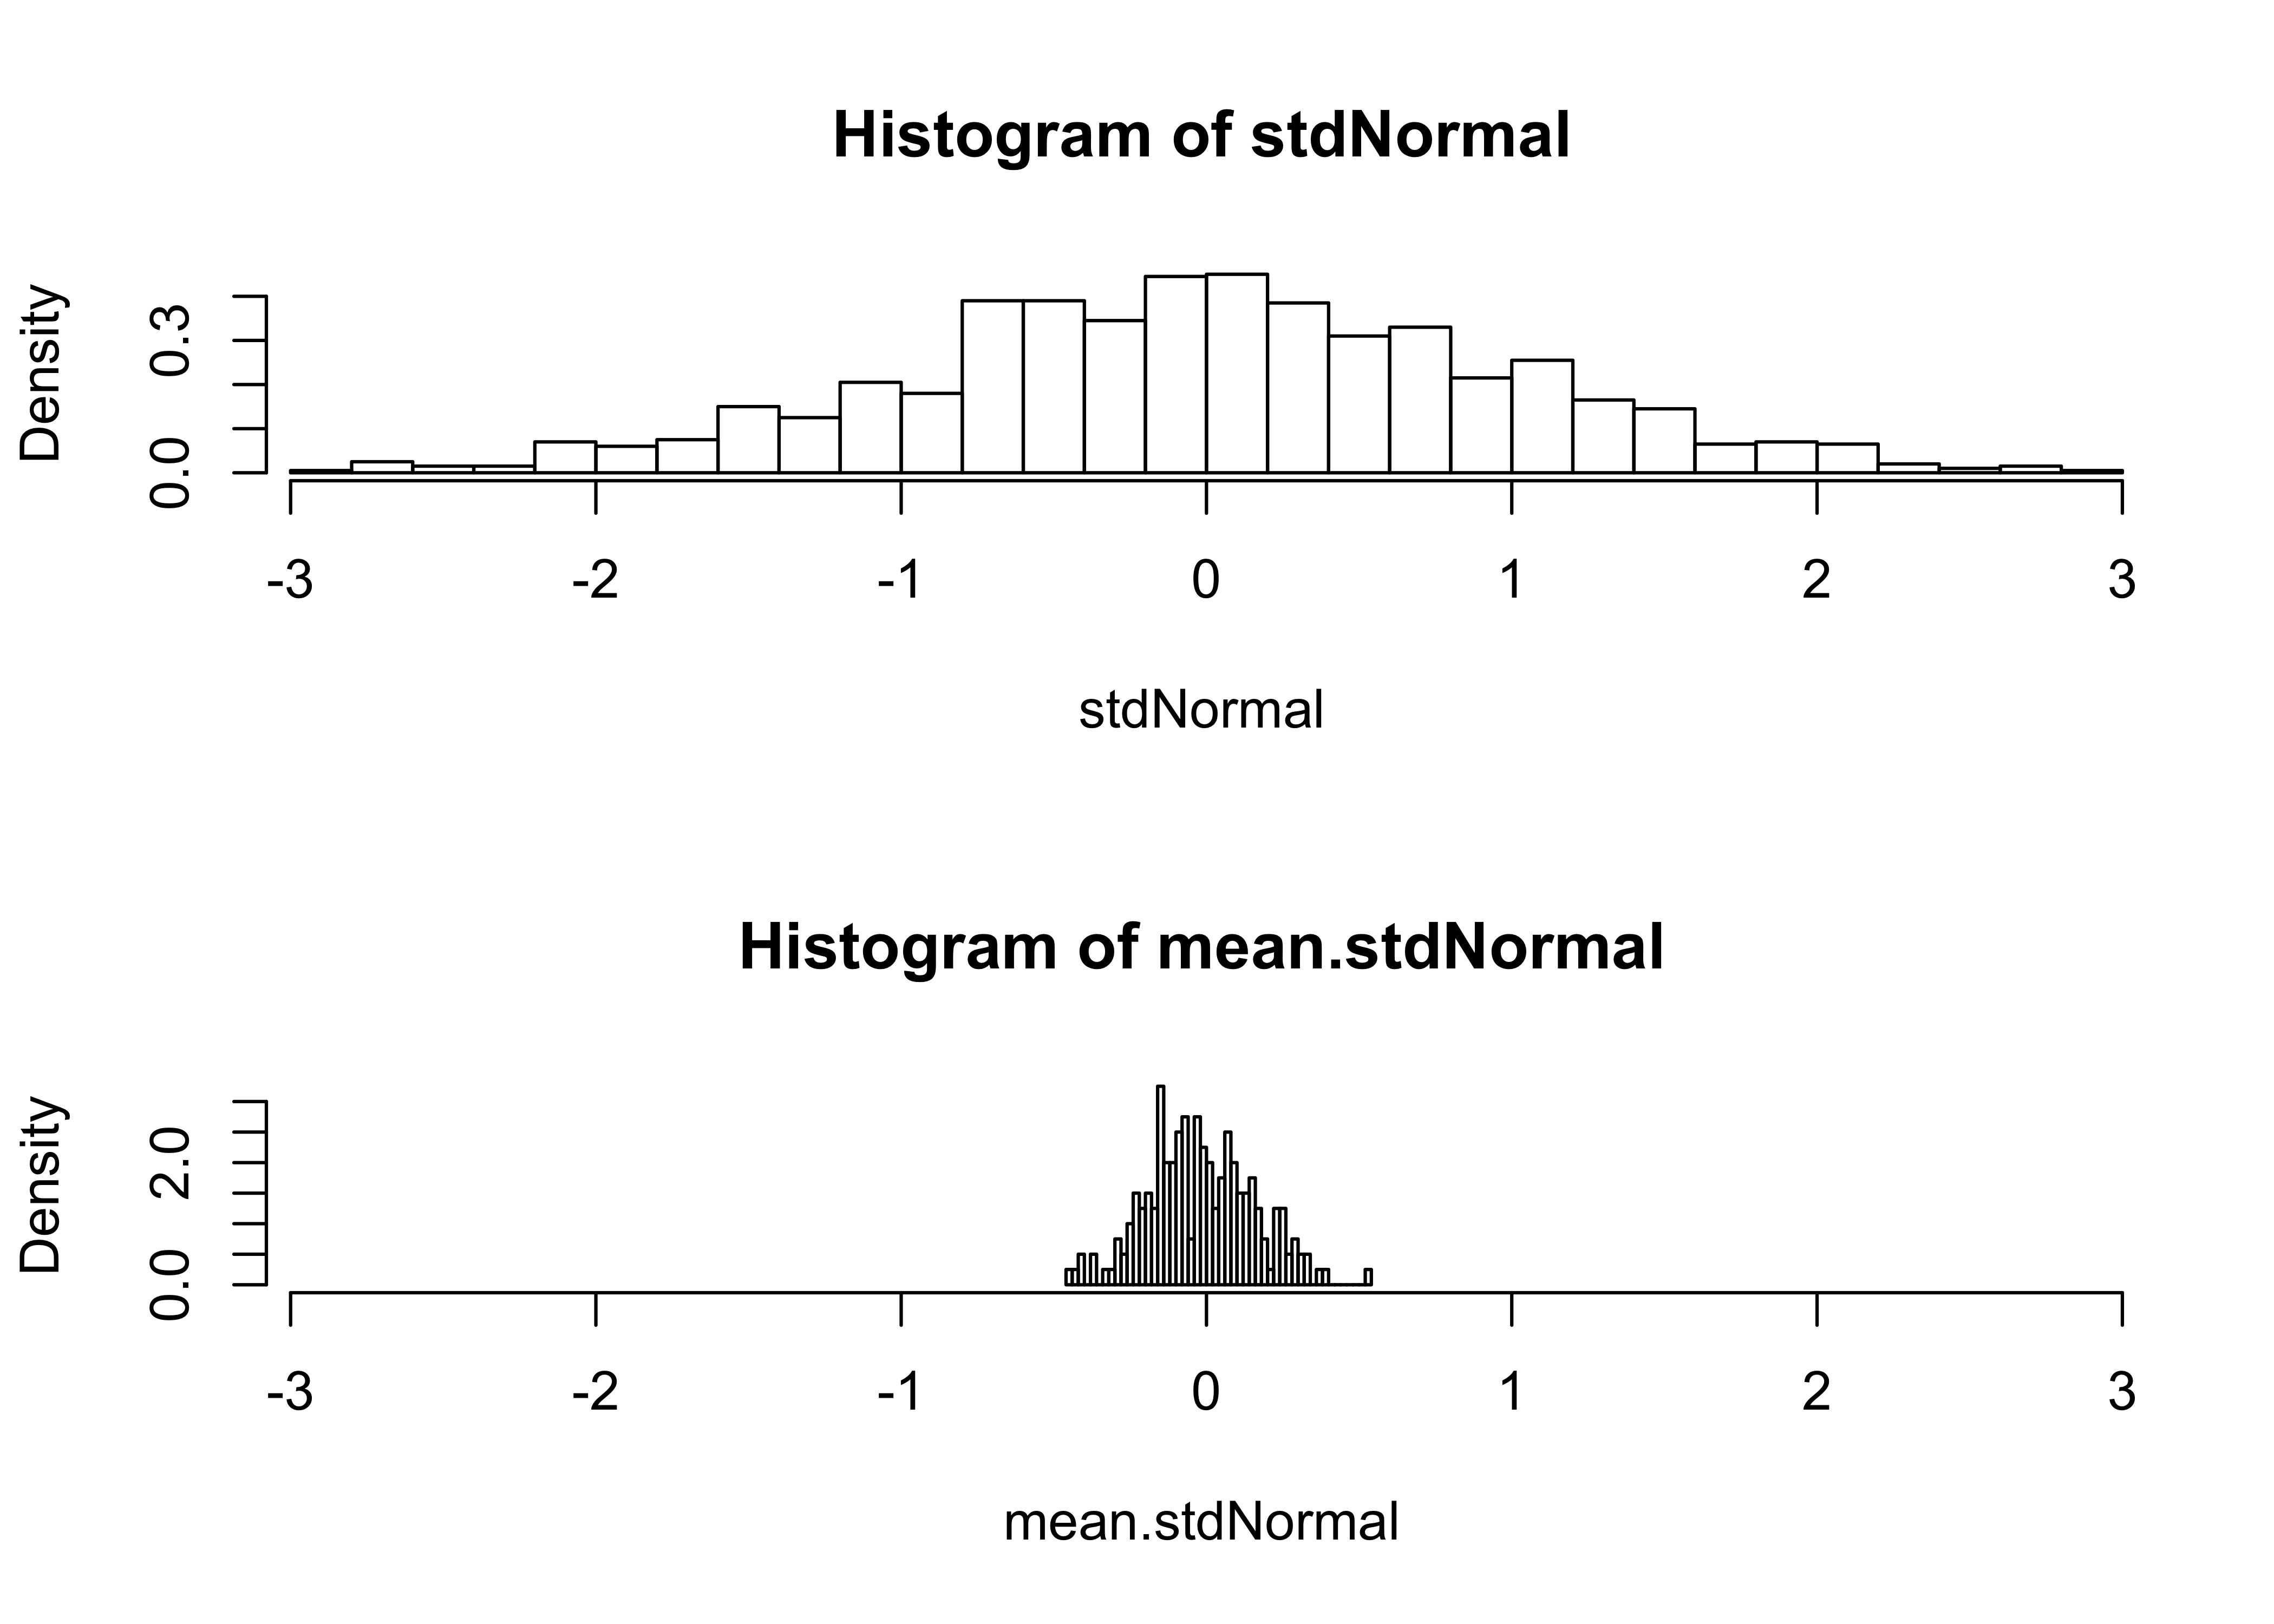 Histogram of stdNormal
Density
0.0 0.3
-3 -2 -1 0 1 2 3
stdNormal
Histogram of mean.stdNormal
Density
0.0 2.0
-3 -2 -1 0 1 2 3
mean.stdNormal